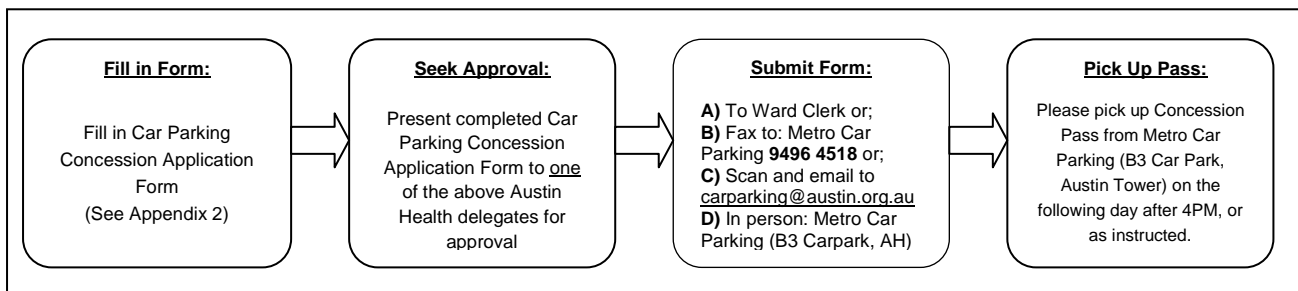 Fill in Form:
Fill in Car Parking
Concession Application
Form
(See Appendix 2)
Seek Approval:
Present completed Car
Parking Concession
Application Form to one
of the above Austin
Health delegates for
approval
Submit Form:
A) To Ward Clerk or;
B) Fax to: Metro Car
Parking 9496 4518 or;
C) Scan and email to
carparking@austin.org.au
D) In person: Metro Car
Parking (B3 Carpark, AH)
Pick Up Pass:
Please pick up Concession
Pass from Metro Car
Parking (B3 Car Park,
Austin Tower) on the
following day after 4PM, or
as instructed.